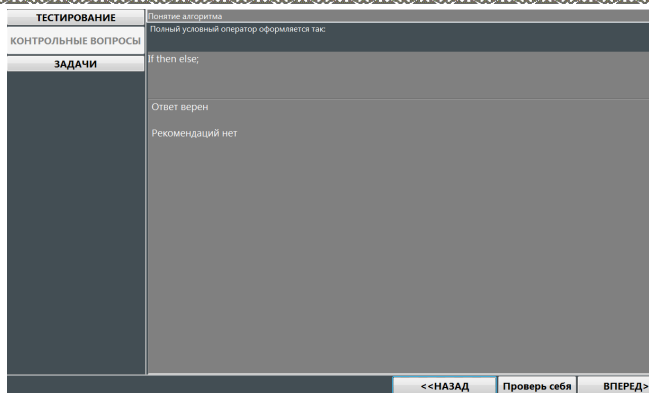 ТЕСТИРОВАНИЕ
КОНТРОЛЬНЫЕ ВОПРОСЫ
ЗАДАЧИ
Понятие алгоритма
Полный условный оператор оформляется так:
If then else;
Ответ верен
Рекомендаций нет
<<НАЗАД
Проверь себя
ВПЕРЕД>